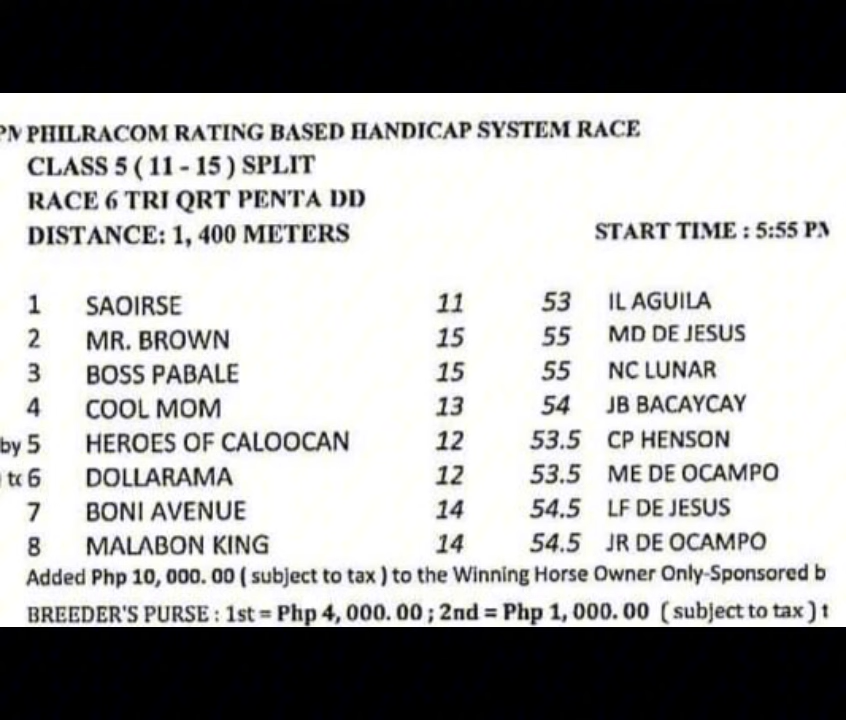 PHILRACOM RATING BASED HANDICAP SYSTEM RACE
CLASS 5 ( 11 - 15 ) SPLIT
RACE 6 TRI QRT PENTA DD
DISTANCE: 1, 400 METERS START TIME : 5:55 PM
1 SAOIRSE 11 53 IL AGUILA
2 MR. BROWN 15 55 MD DE JESUS
3 BOSS PABALE 15 55 NC LUNAR
4 COOL MOM 13 54 JB BACAYCAY
by 5 HEROES OF CALOOCAN 12 53.5 CP HENSON
6 DOLLARAMA 12 53.5 ME DE OCAMPO
7 BONI AVENUE 14 54.5 LF DE JESUS
8 MALABON KING 14 54.5 JR DE OCAMPO
Added Php 10, 000. 00 ( subject to tax ) to the Winning Horse Owner Only-Sponsored b
BREEDER'S PURSE : 1st = Php 4, 000. 00 ; 2nd = Php 1, 000. 00 ( subject to tax ) t